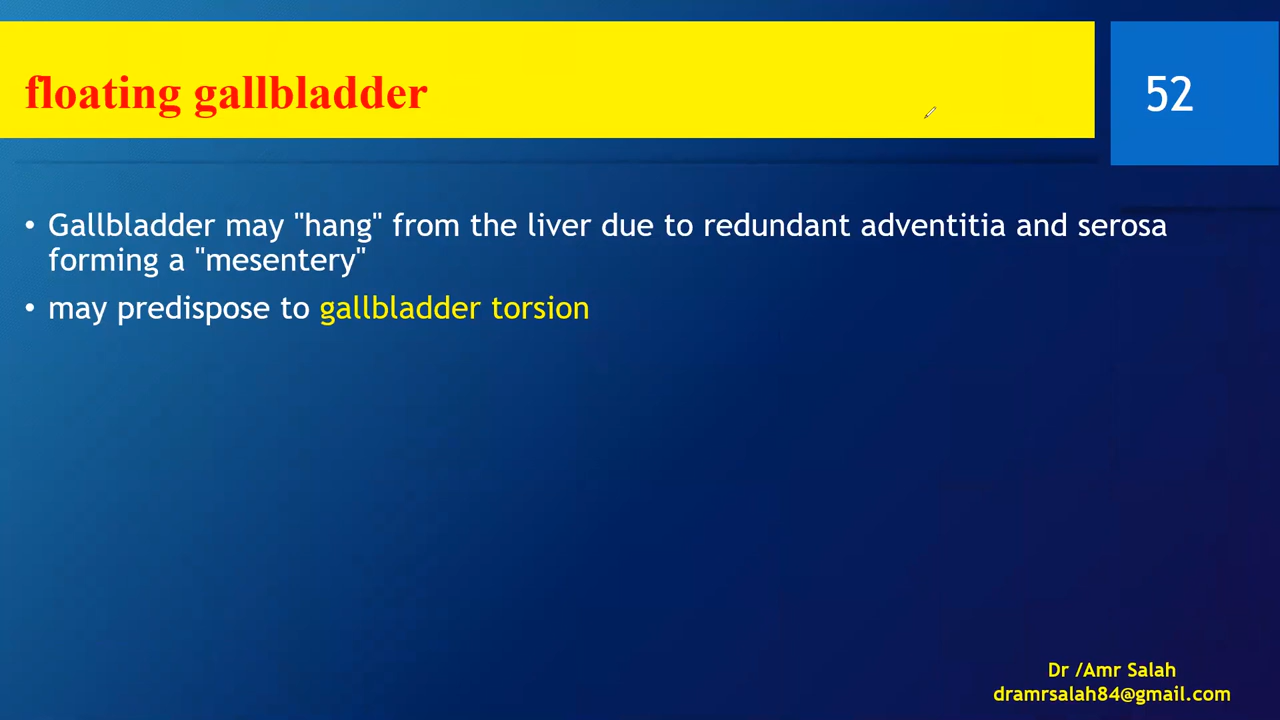 floating gallbladder
52
• Gallbladder may "hang" from the liver due to redundant adventitia and serosa
forming a "mesentery"
• may predispose to gallbladder torsion
Dr /Amr Salah
dramrsalah84@gmail.com